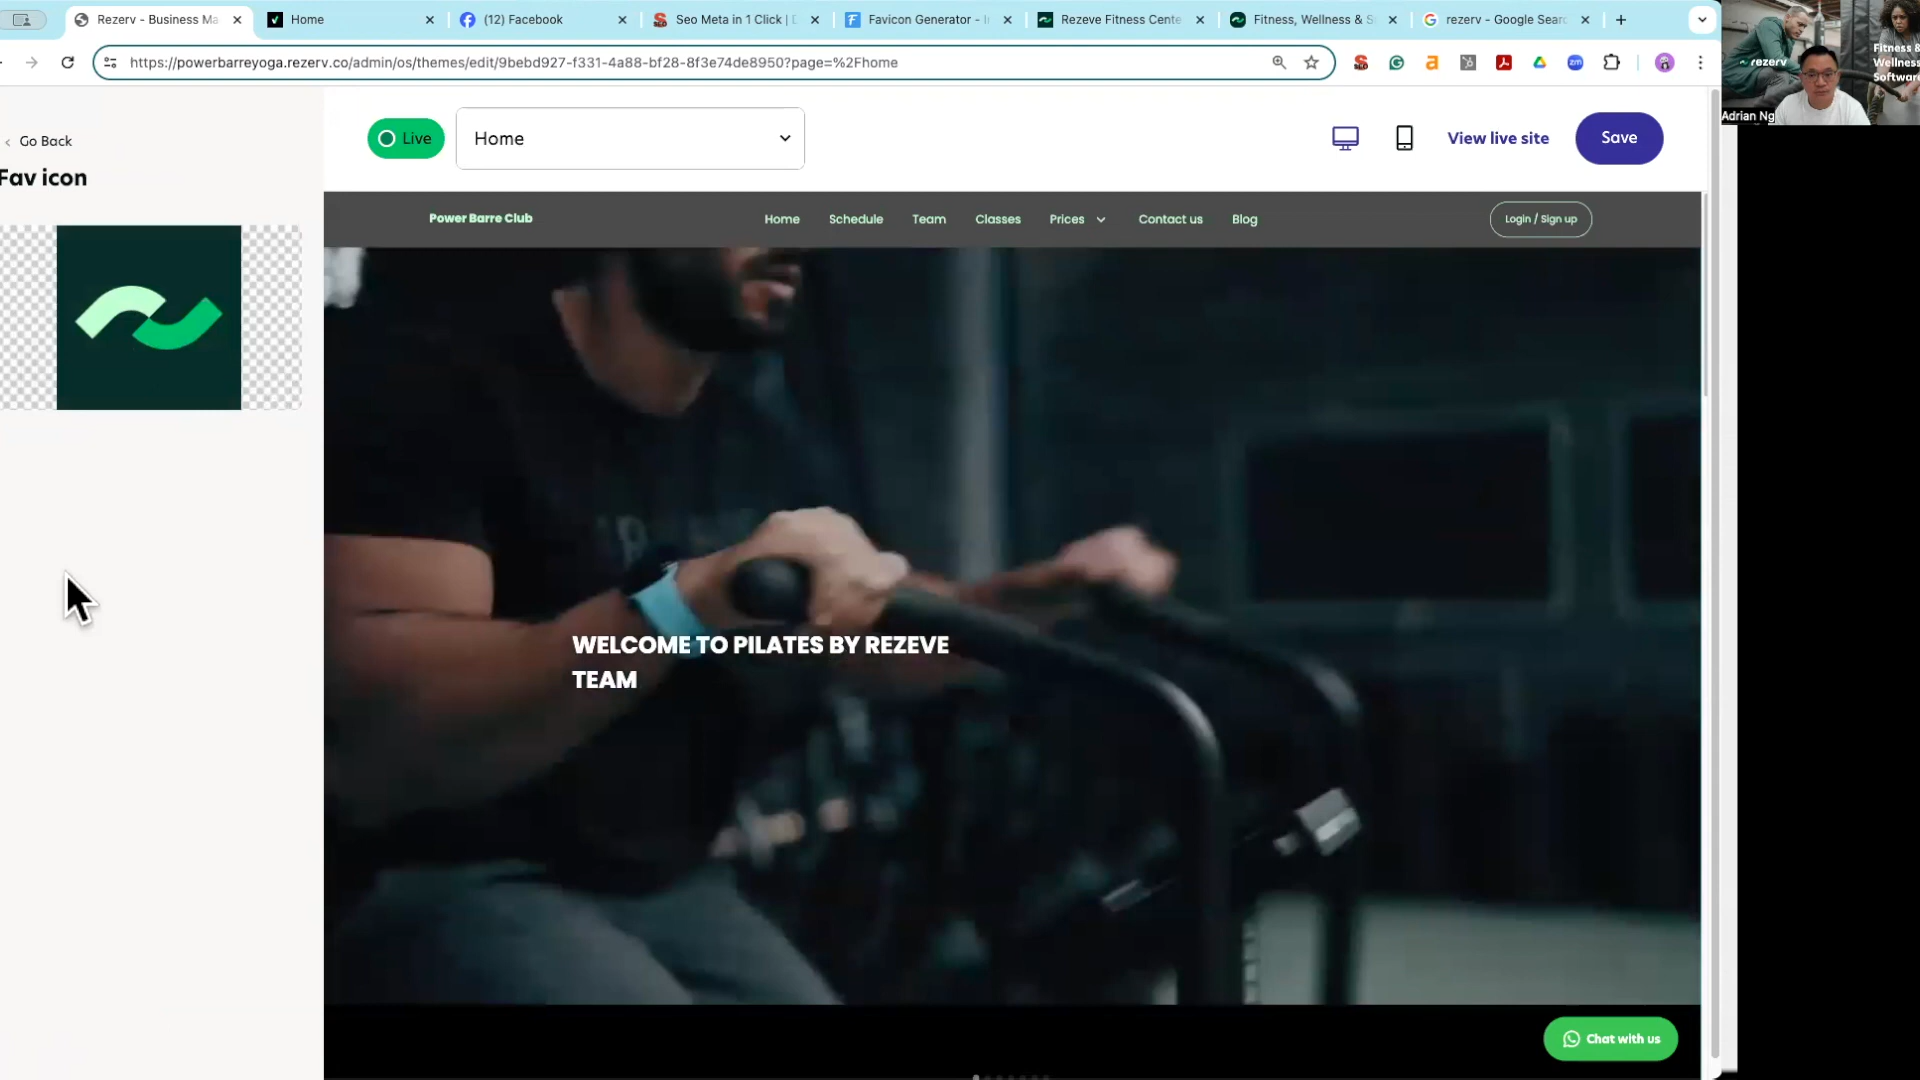 Rezerv - Business Ma
Home
(12) Facebook
Seo Meta in 1 Click | D
Favicon Generator - I
Rezeve Fitness Cente
Fitness, Wellness & S
rezerv - Google Searc
https://powerbarreyoga.rezerv.co/admin/os/themes/edit/9bebd927-f331-4a88-bf28-8f3e74de8950?page=%2Fhome
rezerv
Fitness &
Wellness
Software
Adrian Ng
Go Back
Fav icon
Live
Home
View live site
Save
Power Barre Club
Home
Schedule
Team
Classes
Prices
Contact us
Blog
Login / Sign up
WELCOME TO PILATES BY REZEVE
TEAM
Chat with us